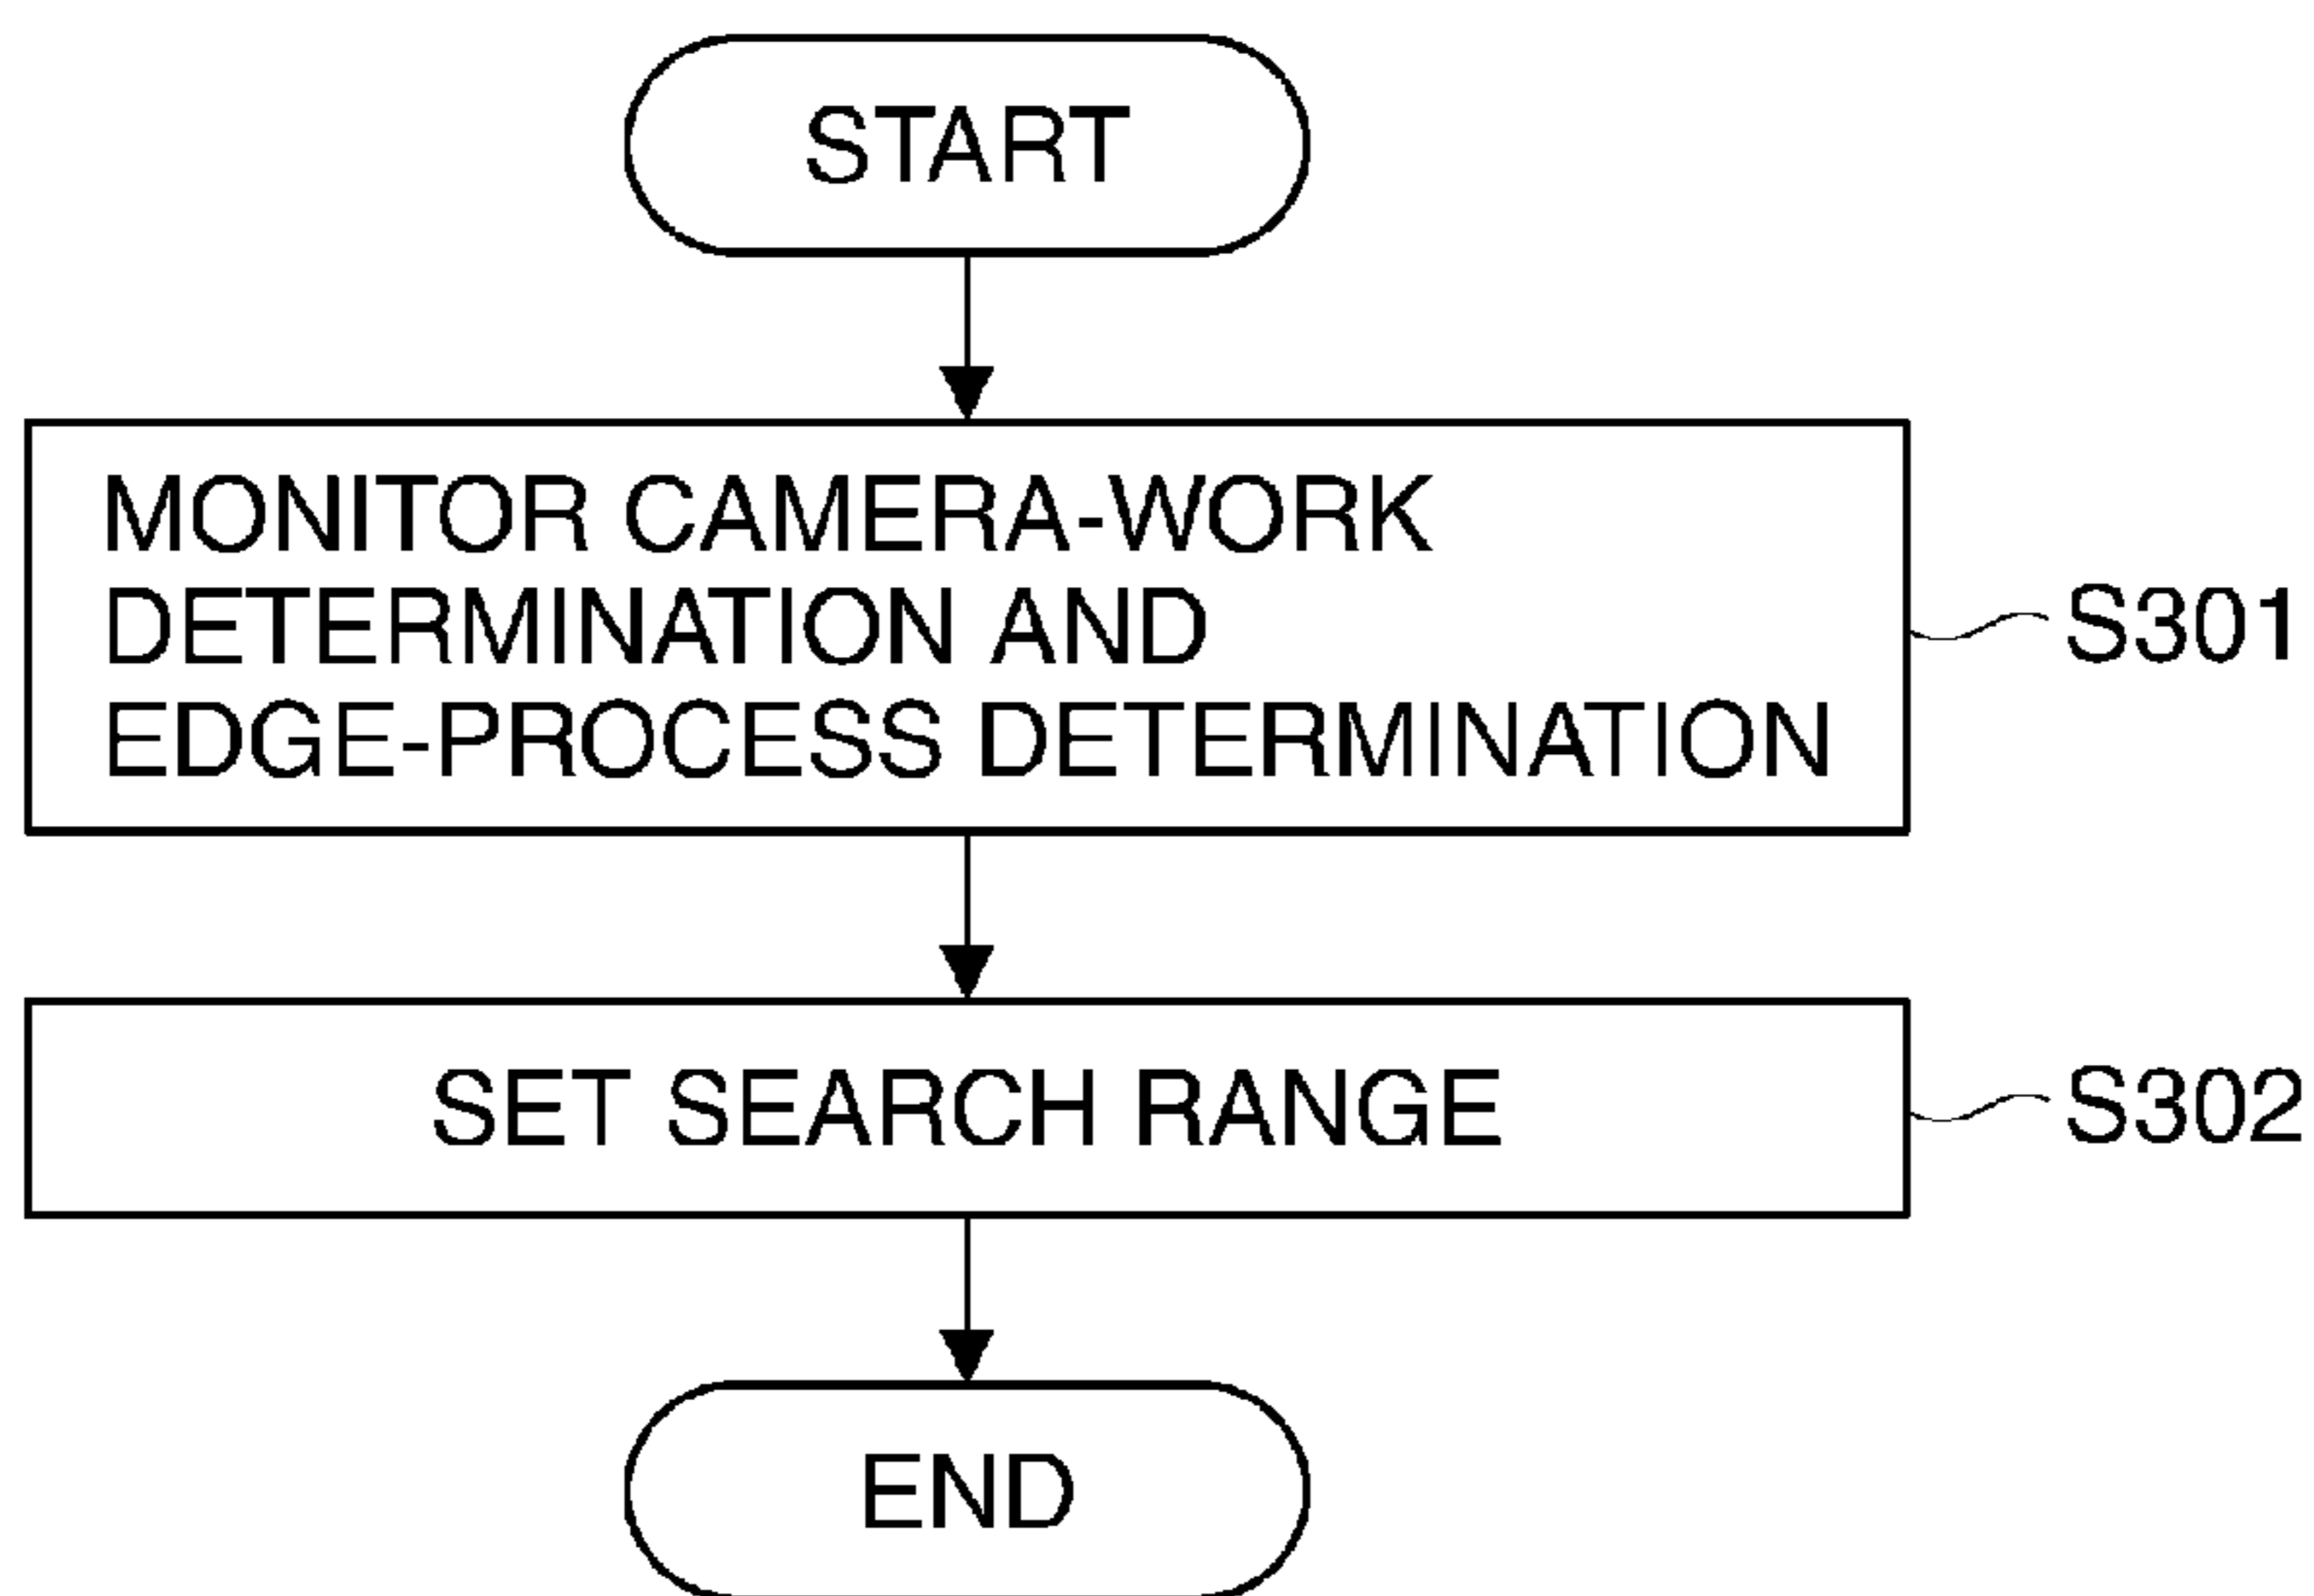 START
MONITOR CAMERA-WORK
DETERMINATION AND
EDGE-PROCESS DETERMINATION
S301
SET SEARCH RANGE
S302
END